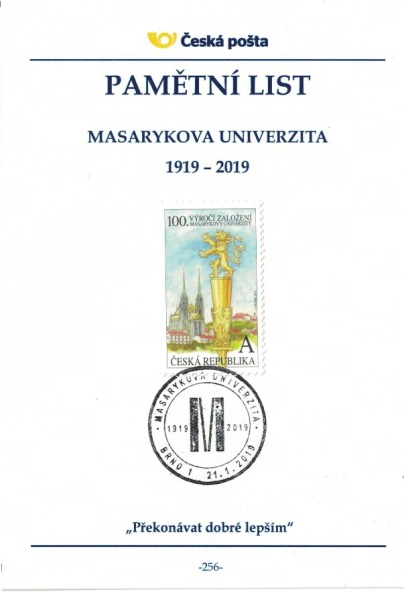 Česká pošta
PAMĚTNÍ LIST
MASARYKOVA UNIVERZITA
1919 – 2019
100. VÝROČÍ ZALOŽENÍ
MASARYKOVY UNIVERZITY
A
ČESKÁ REPUBLIKA
• MASARYKOVA UNIVERZITA •
1919 M 2019
BRNO 1 21.1.2019
„Překonávat dobré lepším“
-256-